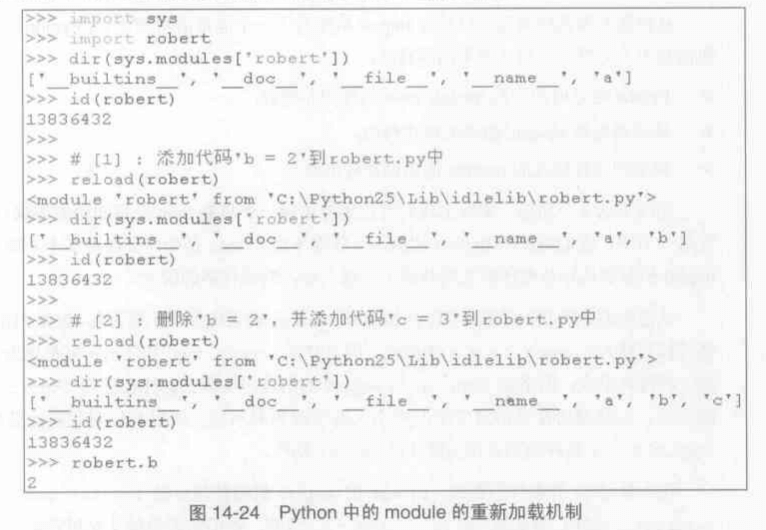 >>> import sys
>>> import robert
>>> dir(sys.modules['robert'])
['__builtins__', '__doc__', '__file__', '__name__', 'a']
>>> id(robert)
13836432
>>>
>>> # [1] : 添加代码'b = 2'到robert.py中
>>> reload(robert)
<module 'robert' from 'C:\Python25\Lib\idlelib\robert.py'>
>>> dir(sys.modules['robert'])
['__builtins__', '__doc__', '__file__', '__name__', 'a', 'b']
>>> id(robert)
13836432
>>>
>>> # [2] : 删除'b = 2', 并添加代码'c = 3'到robert.py中
>>> reload(robert)
<module 'robert' from 'C:\Python25\Lib\idlelib\robert.py'>
>>> dir(sys.modules['robert'])
['__builtins__', '__doc__', '__file__', '__name__', 'a', 'b', 'c']
>>> id(robert)
13836432
>>> robert.b
2
图 14-24 Python 中的 module 的重新加载机制